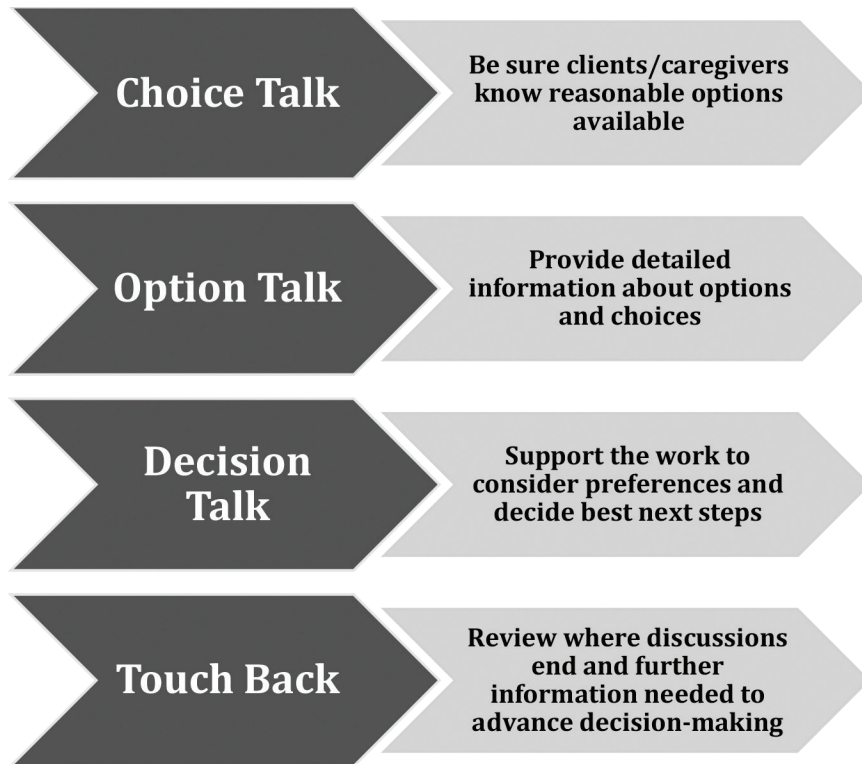 Choice Talk
Be sure clients/caregivers
know reasonable options
available
Option Talk
Provide detailed
information about options
and choices
Decision
Talk
Support the work to
consider preferences and
decide best next steps
Touch Back
Review where discussions
end and further
information needed to
advance decision-making